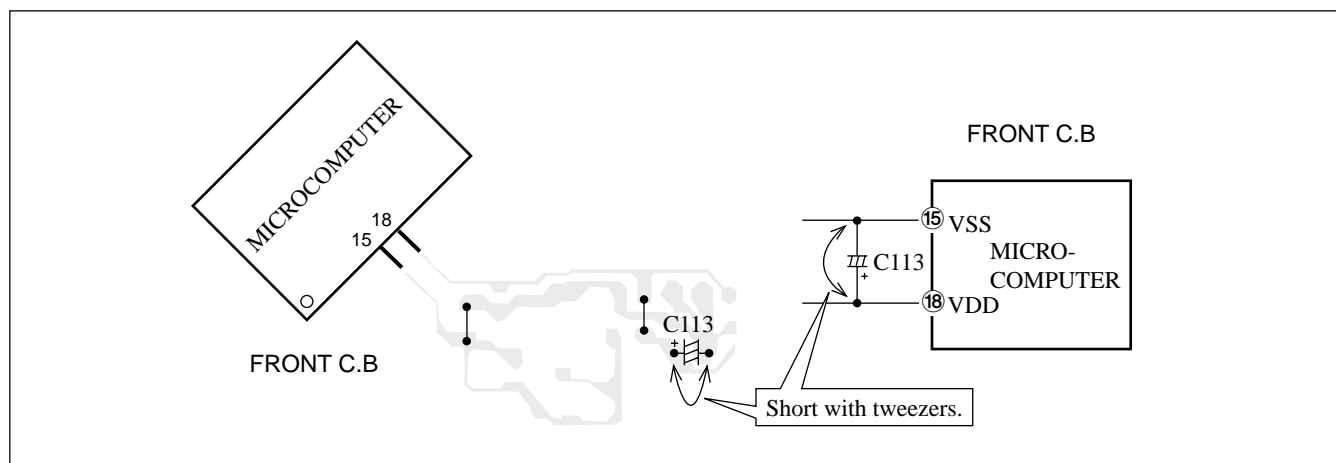 MICROCOMPUTER
18
15
FRONT C.B
C113
+
Short with tweezers.
FRONT C.B
15 VSS
C113
+
MICRO-
COMPUTER
18 VDD